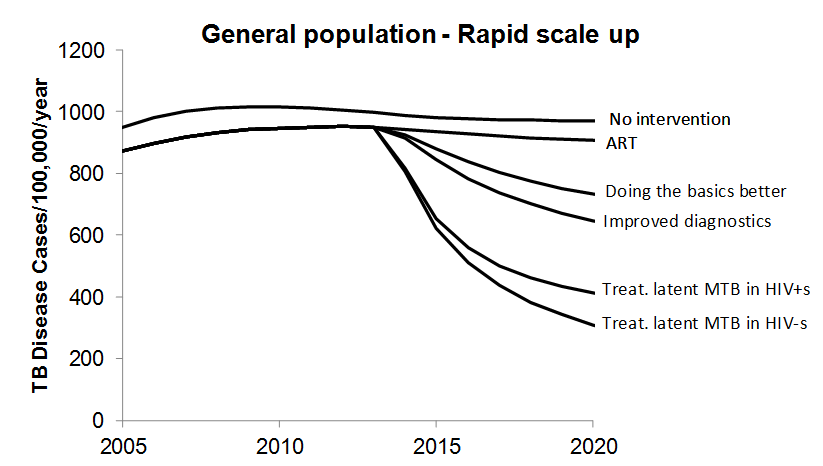 General population - Rapid scale up
TB Disease Cases/100,000/year
1200
1000
800
600
400
200
0
2005
2010
2015
2020
No intervention
ART
Doing the basics better
Improved diagnostics
Treat. latent MTB in HIV+s
Treat. latent MTB in HIV-s